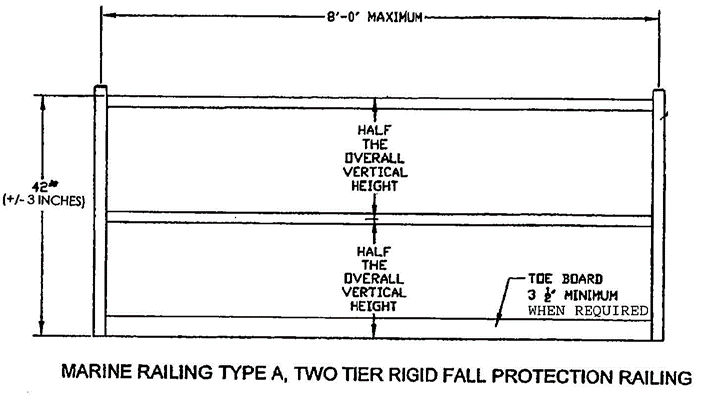 8'-0" MAXIMUM
HALF
THE
OVERALL
VERTICAL
HEIGHT
42"
(+/- 3 INCHES)
HALF
THE
OVERALL
VERTICAL
HEIGHT
TOE BOARD
3 ½" MINIMUM
WHEN REQUIRED
MARINE RAILING TYPE A, TWO TIER RIGID FALL PROTECTION RAILING